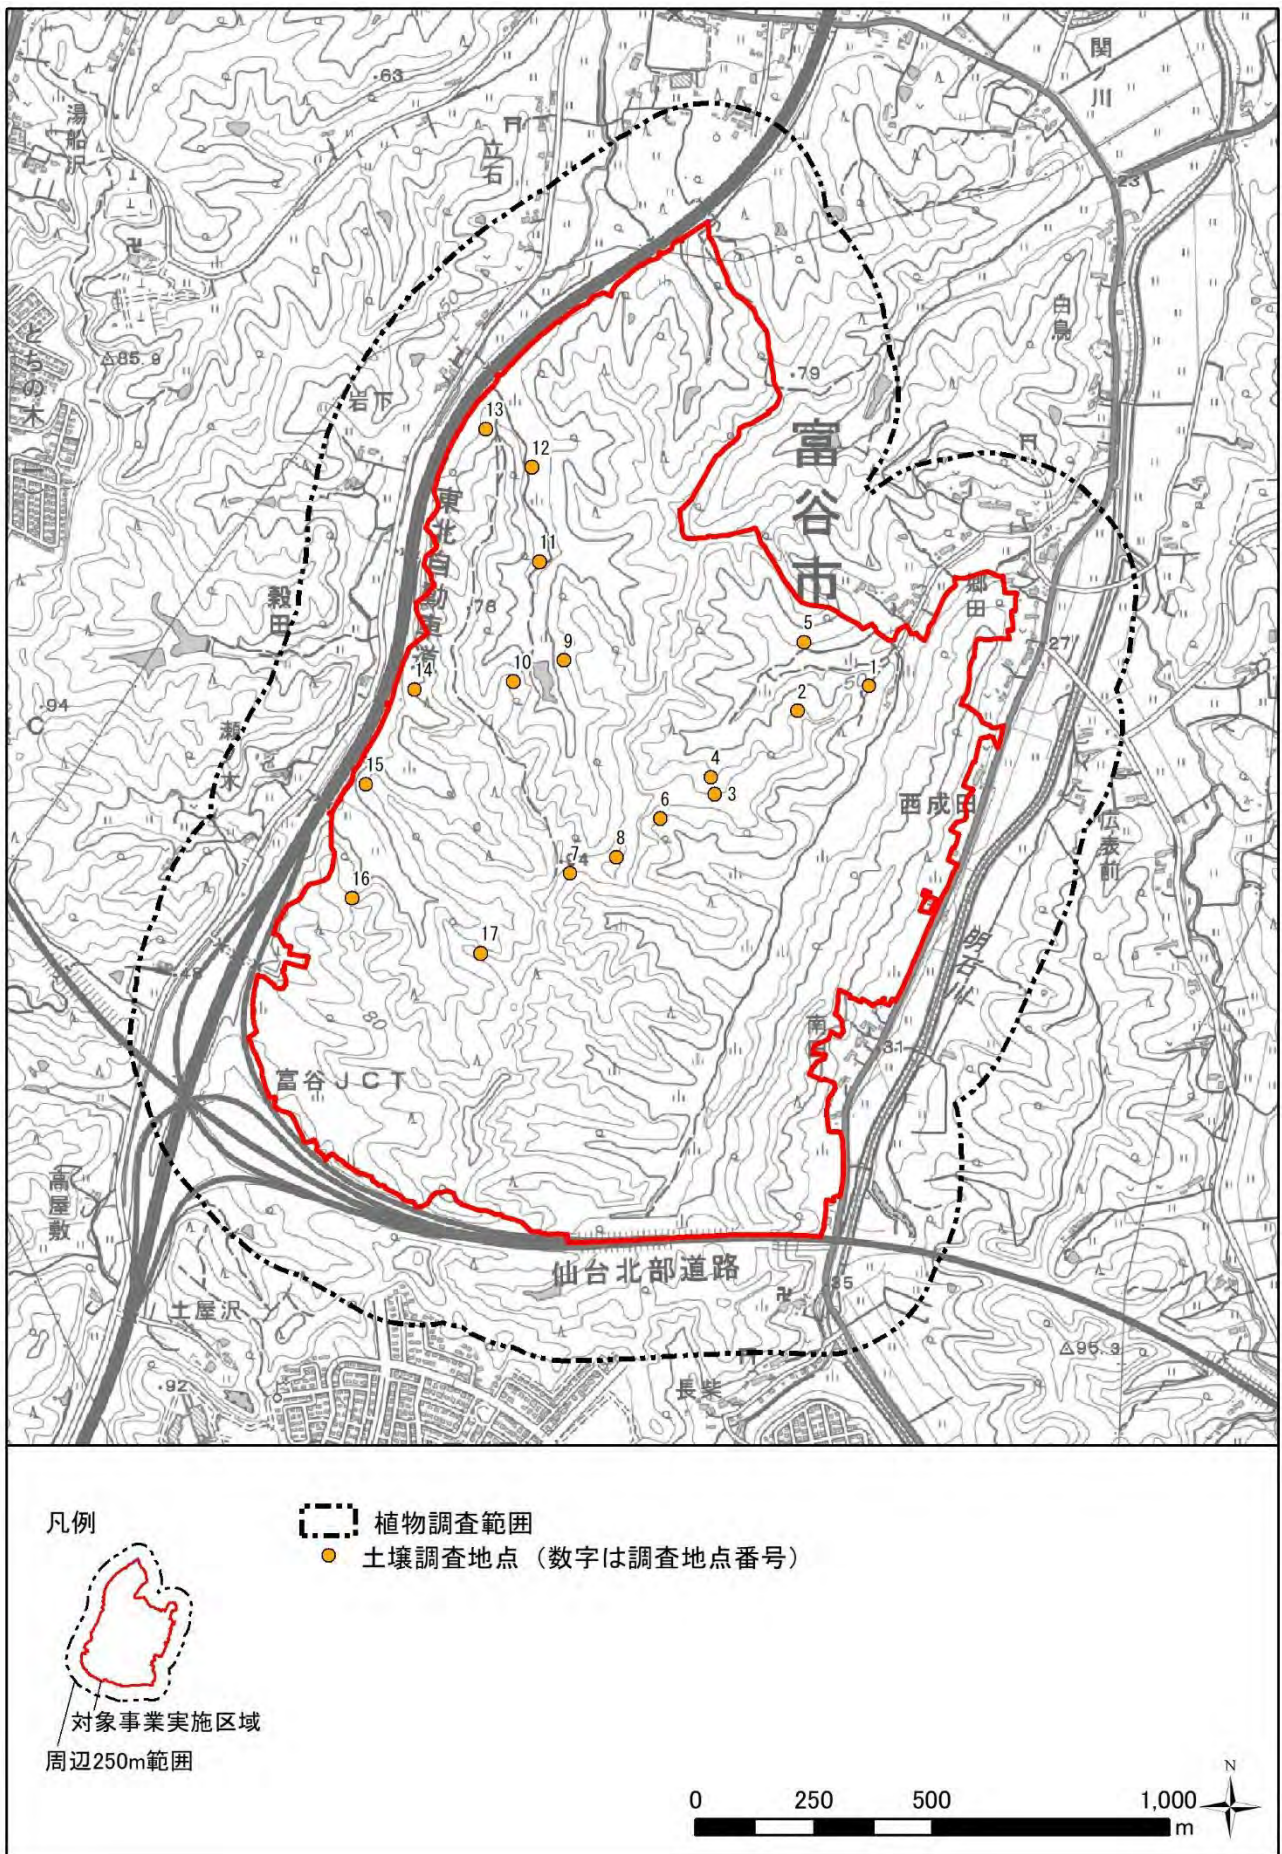 関ノ川
・63
湯船沢
立石
23
白鳥
とちの木
△85.9
50
・79
岩下
富谷市
13
12
東北自動車道
11
穀田
・76
郷田
27
5
9
10
50
1
14
2
・94
瀬ノ木
15
4
3
西成田
広表前
6
8
7
16
17
明石川
・48
80
南
31
富谷JCT
高屋敷
仙台北部道路
35
土屋沢
△95.3
・92
長柴
凡例
植物調査範囲
土壌調査地点（数字は調査地点番号）
対象事業実施区域
周辺250m範囲
N
0 250 500 1,000
m